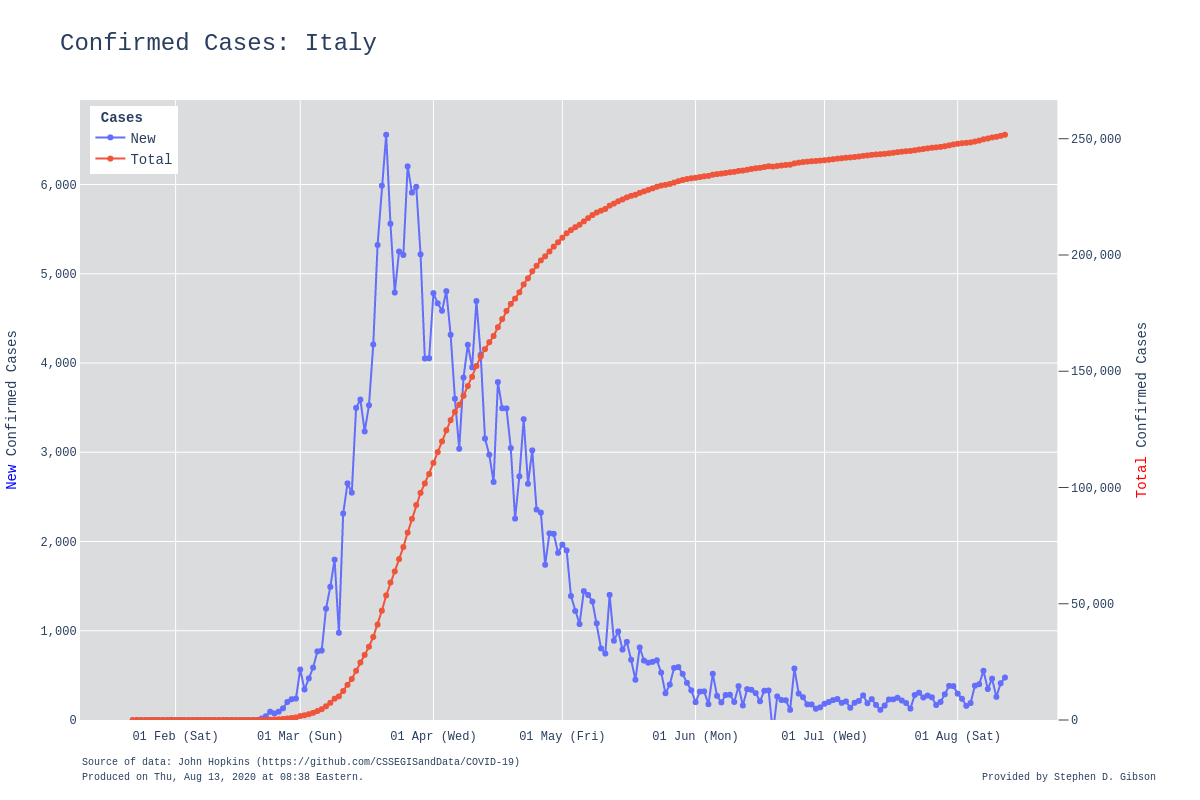 Confirmed Cases: Italy
Cases
New
Total
6,000
5,000
4,000
3,000
2,000
1,000
0
New Confirmed Cases
250,000
200,000
150,000
100,000
50,000
0
Total Confirmed Cases
01 Feb (Sat)
01 Mar (Sun)
01 Apr (Wed)
01 May (Fri)
01 Jun (Mon)
01 Jul (Wed)
01 Aug (Sat)
Source of data: John Hopkins (https://github.com/CSSEGISandData/COVID-19)
Produced on Thu, Aug 13, 2020 at 08:38 Eastern.
Provided by Stephen D. Gibson